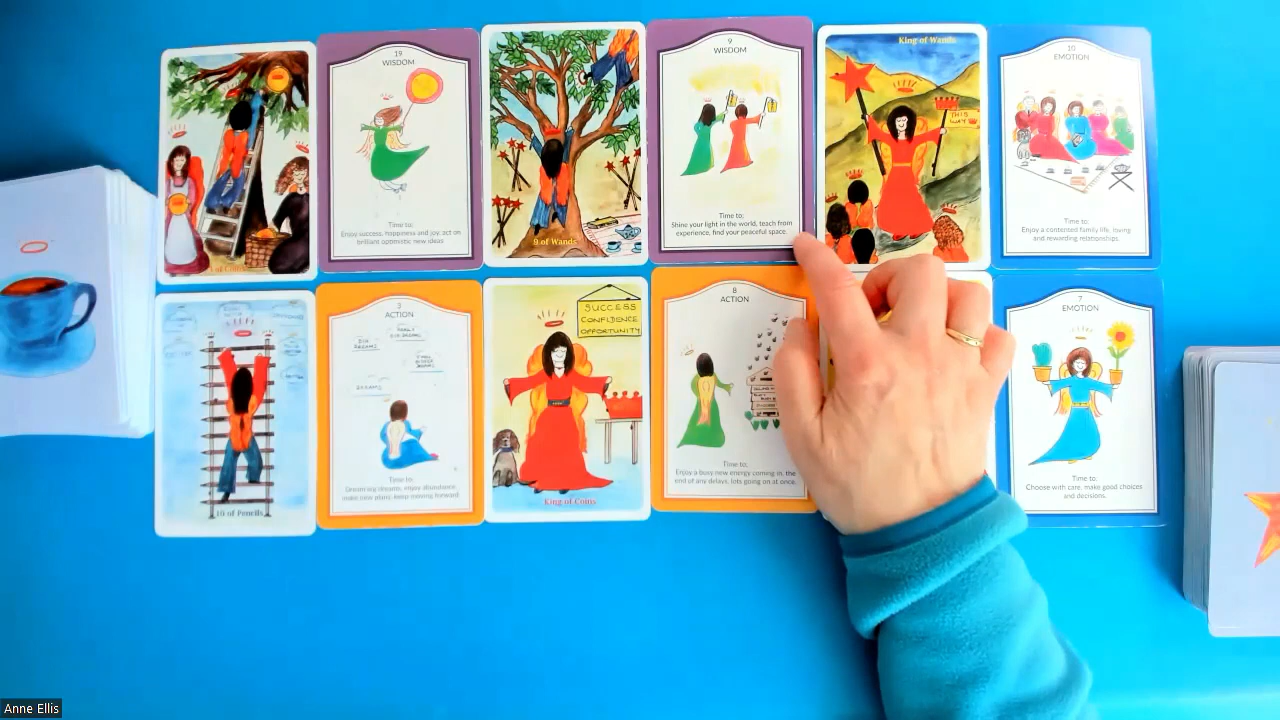 19
WISDOM
Time to:
Enjoy success, happiness and joy, act on
brilliant optimistic new ideas
9 of Wands
9
WISDOM
Time to:
Shine your light in the world, teach from
experience, find your peaceful space.
King of Wands
THIS
WAY
10
EMOTION
Time to:
Enjoy a contented family life, loving
and rewarding relationships.
10 of Pencils
3
ACTION
DREAMS
Time to:
Dream big dreams, enjoy abundance
make new plans, keep moving forward
SUCCESS
CONFIDENCE
OPPORTUNITY
King of Coins
8
ACTION
Time to:
Enjoy a busy new energy coming in, the
end of any delays, lots going on at once.
7
EMOTION
Time to:
Choose with care, make good choices
and decisions.
Anne Ellis